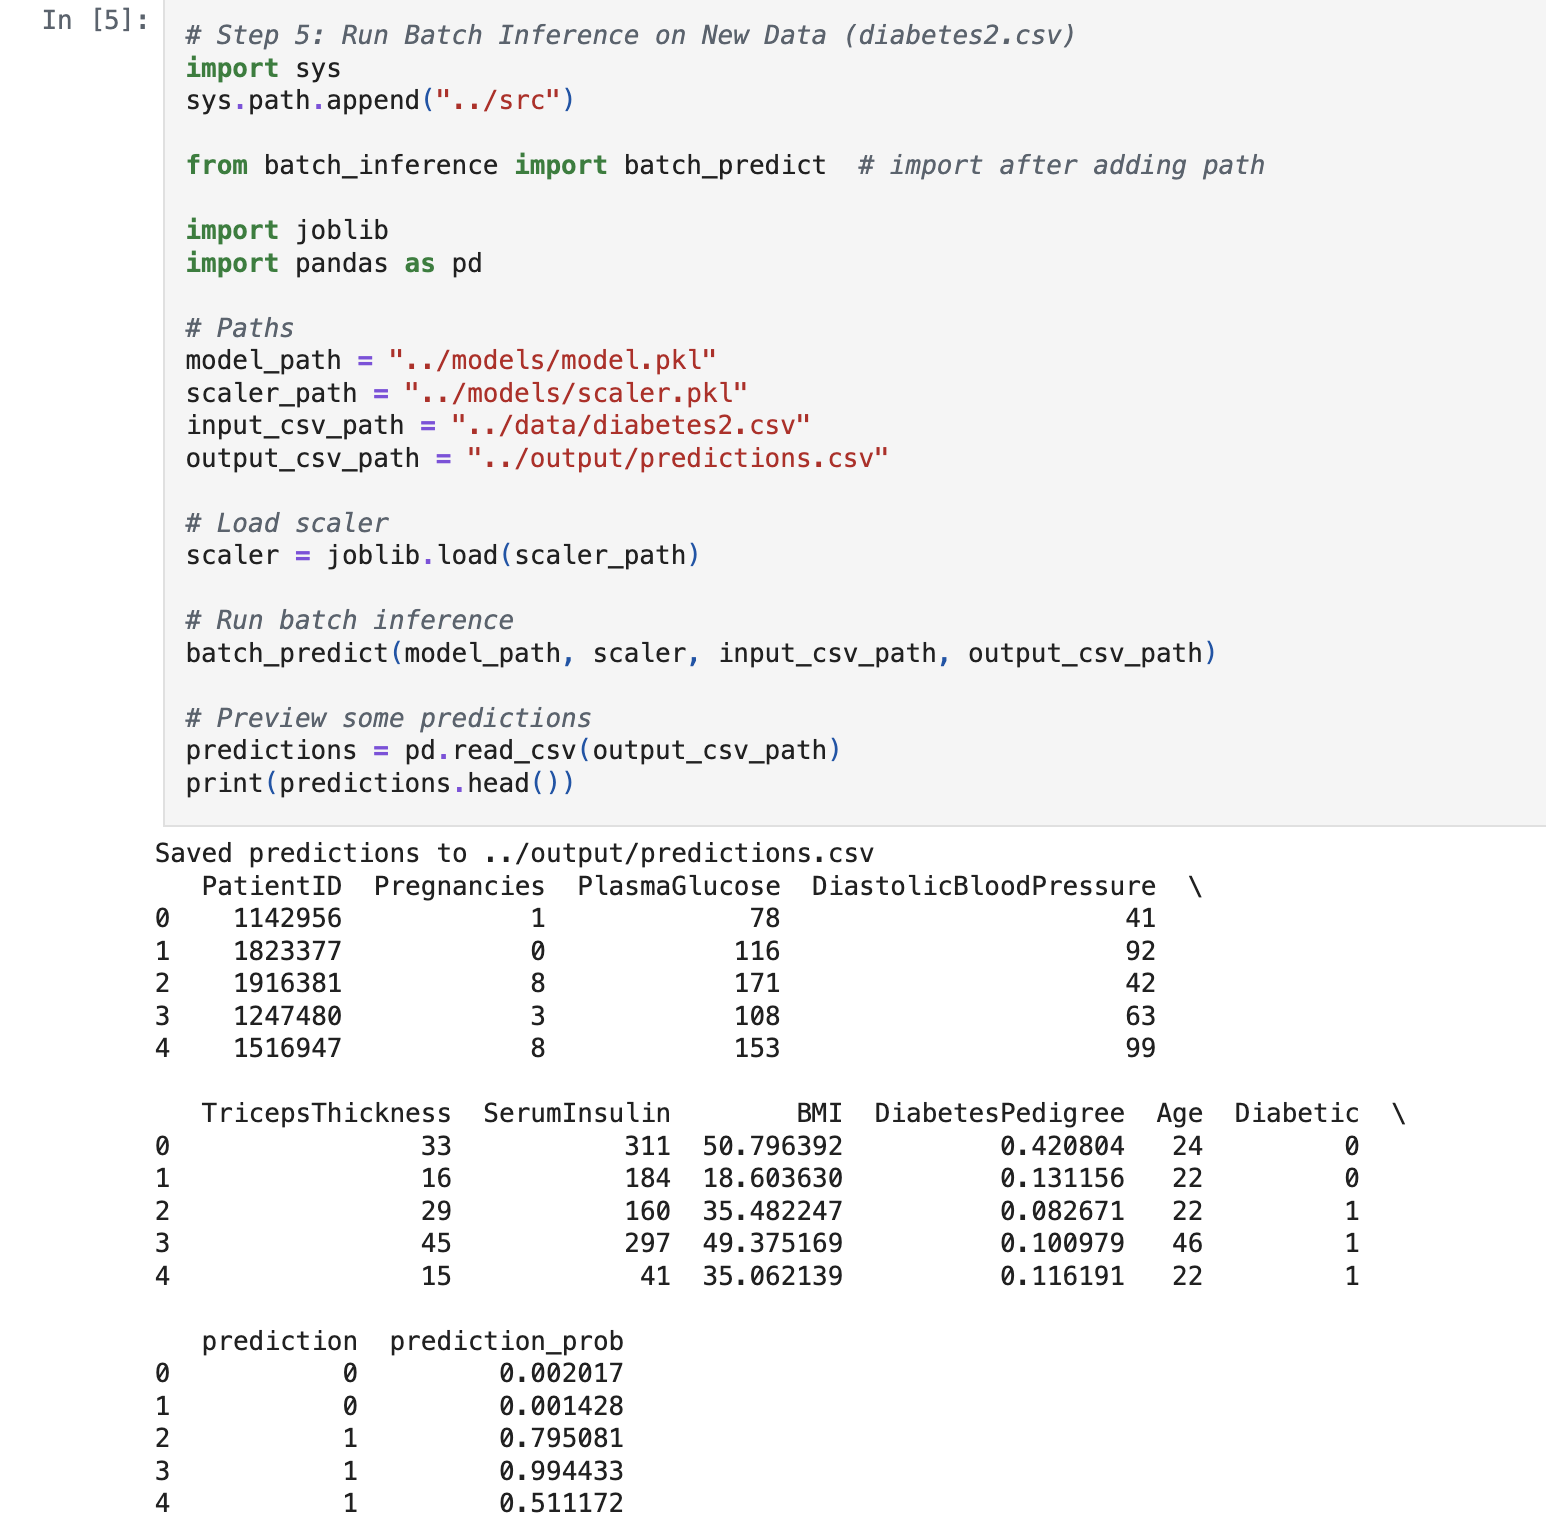 In [5]:
# Step 5: Run Batch Inference on New Data (diabetes2.csv)
import sys
sys.path.append("../src")
from batch_inference import batch_predict  # import after adding path
import joblib
import pandas as pd
# Paths
model_path = "../models/model.pkl"
scaler_path = "../models/scaler.pkl"
input_csv_path = "../data/diabetes2.csv"
output_csv_path = "../output/predictions.csv"
# Load scaler
scaler = joblib.load(scaler_path)
# Run batch inference
batch_predict(model_path, scaler, input_csv_path, output_csv_path)
# Preview some predictions
predictions = pd.read_csv(output_csv_path)
print(predictions.head())
Saved predictions to ../output/predictions.csv
   PatientID  Pregnancies  PlasmaGlucose  DiastolicBloodPressure  \
0    1142956            1             78                      41
1    1823377            0            116                      92
2    1916381            8            171                      42
3    1247480            3            108                      63
4    1516947            8            153                      99
   TricepsThickness  SerumInsulin        BMI  DiabetesPedigree  Age  Diabetic  \
0                33           311  50.796392          0.420804   24         0
1                16           184  18.603630          0.131156   22         0
2                29           160  35.482247          0.082671   22         1
3                45           297  49.375169          0.100979   46         1
4                15            41  35.062139          0.116191   22         1
   prediction  prediction_prob
0           0         0.002017
1           0         0.001428
2           1         0.795081
3           1         0.994433
4           1         0.511172